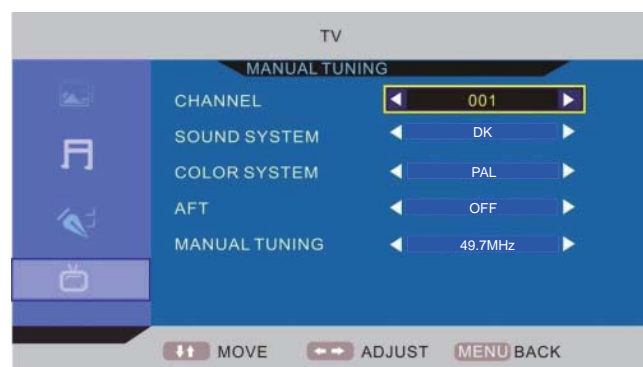 TV
MANUAL TUNING
CHANNEL 001
SOUND SYSTEM DK
COLOR SYSTEM PAL
AFT OFF
MANUAL TUNING 49.7MHz
MOVE ADJUST MENU BACK